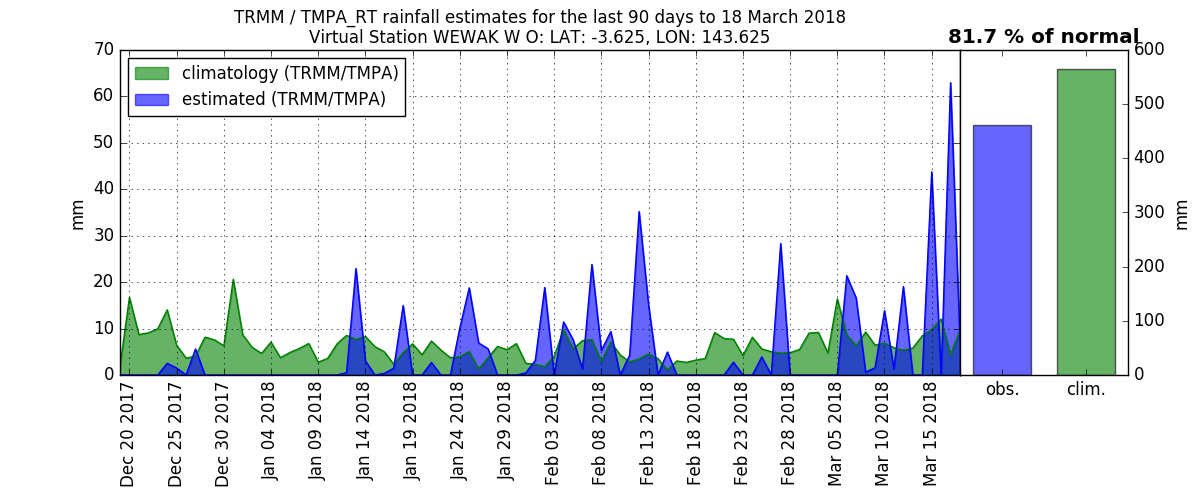 TRMM / TMPA_RT rainfall estimates for the last 90 days to 18 March 2018
Virtual Station WEWAK W O: LAT: -3.625, LON: 143.625
81.7 % of normal
climatology (TRMM/TMPA)
estimated (TRMM/TMPA)
70
60
50
40
30
20
10
0
mm
Dec 20 2017
Dec 25 2017
Dec 30 2017
Jan 04 2018
Jan 09 2018
Jan 14 2018
Jan 19 2018
Jan 24 2018
Jan 29 2018
Feb 03 2018
Feb 08 2018
Feb 13 2018
Feb 18 2018
Feb 23 2018
Feb 28 2018
Mar 05 2018
Mar 10 2018
Mar 15 2018
obs.
clim.
600
500
400
300
200
100
0
mm